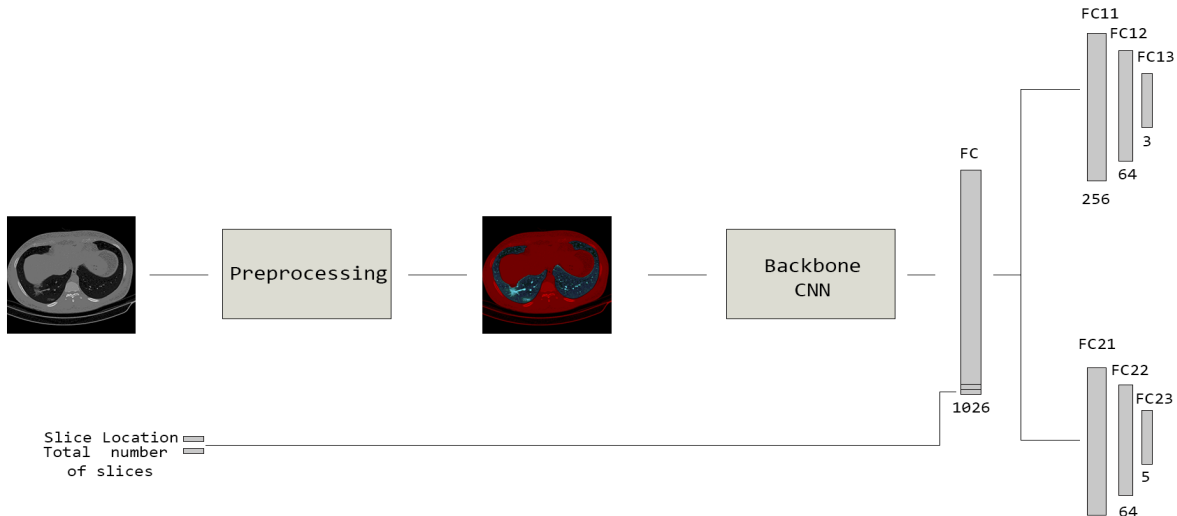 FC11
FC12
FC13
3
64
256
FC
Preprocessing
Backbone
CNN
1026
Slice Location
Total number
of slices
FC21
FC22
FC23
5
64